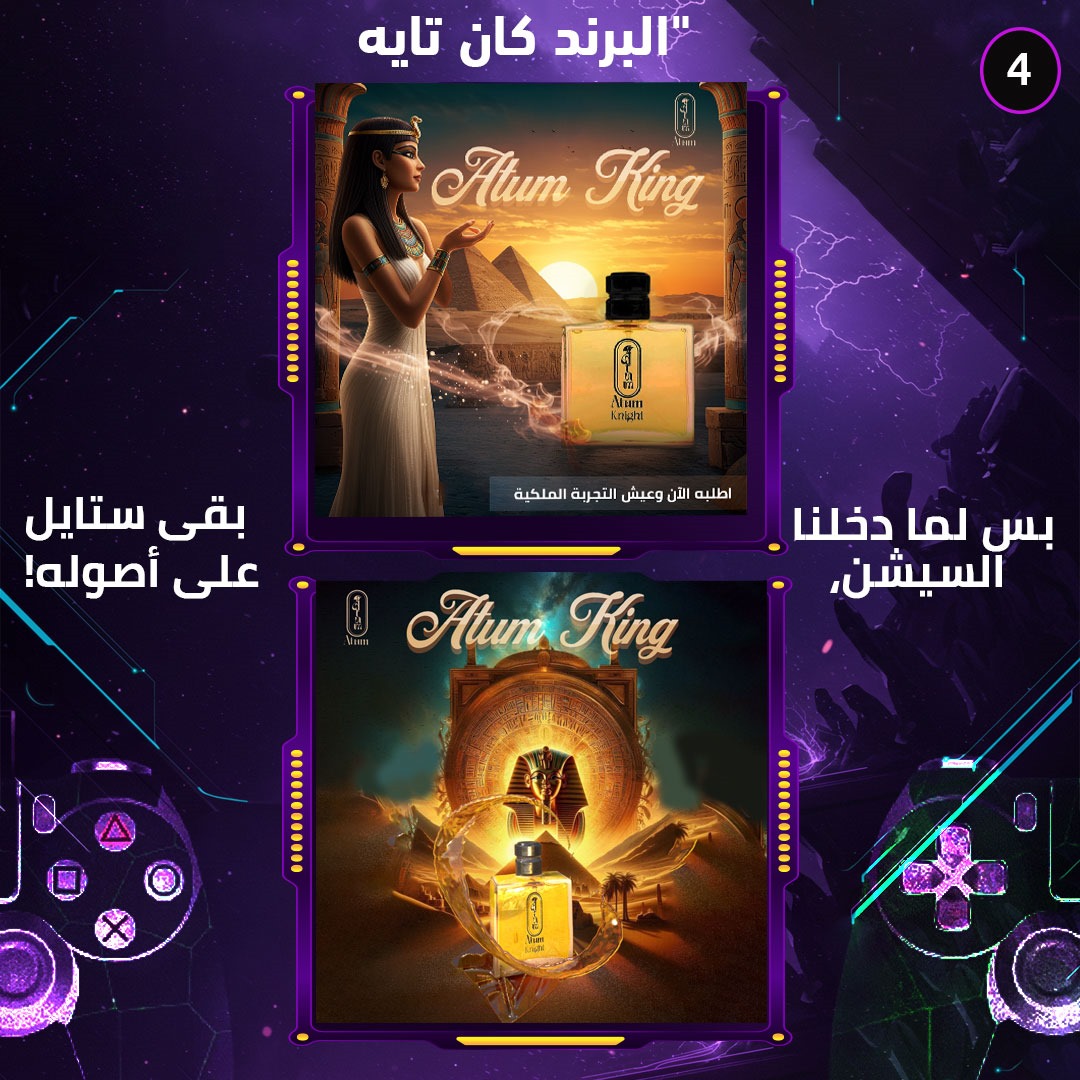 "البرند كان تايه
4
Atum
Atum King
Atum
Knight
اطلبه الآن وعيش التجربة الملكية
بس لما دخلنا
السيشن,
بقى ستايل
على أصوله!
Atum
Atum King
Atum
Knight